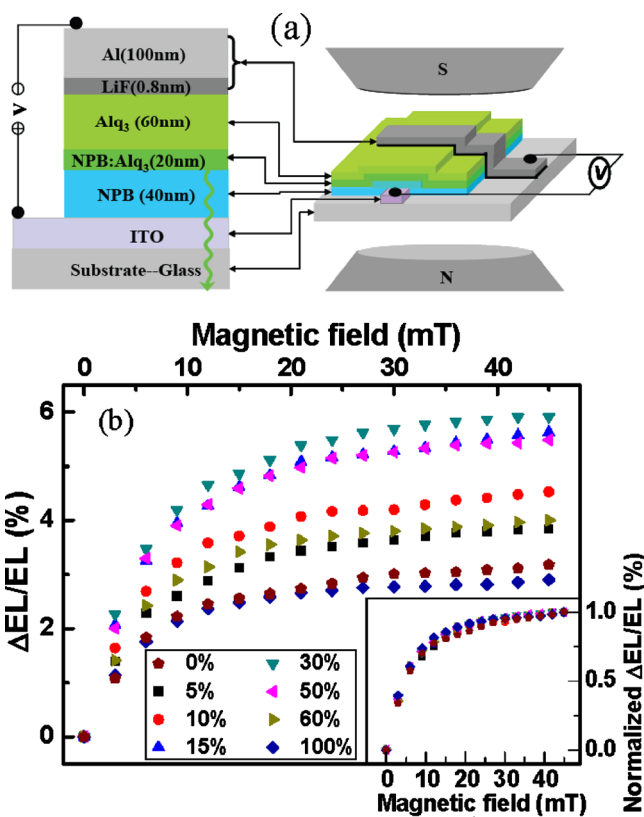 (a)
Al(100nm)
LiF(0.8nm)
Alq₃ (60nm)
NPB:Alq₃(20nm)
NPB (40nm)
ITO
Substrate--Glass
V
S
V
N
Magnetic field (mT)
0 10 20 30 40
(b)
6
4
2
0
ΔEL/EL (%)
0% 30%
5% 50%
10% 60%
15% 100%
1.0
0.5
0.0
Normalized ΔEL/EL (%)
0 10 20 30 40
Magnetic field (mT)